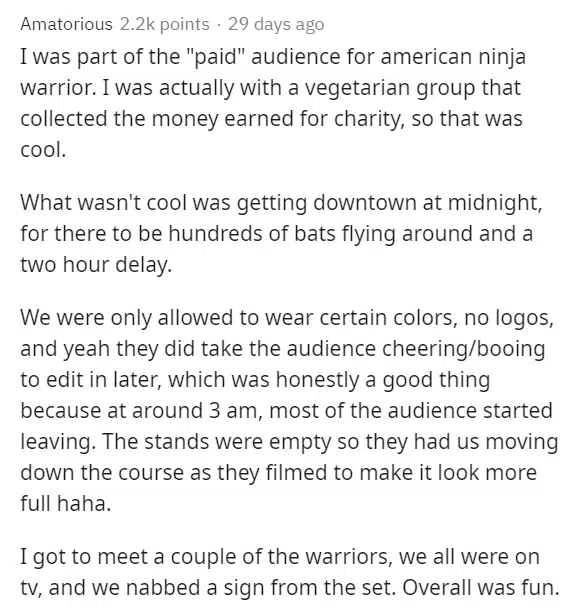 Amatorious 2.2k points · 29 days ago
I was part of the "paid" audience for american ninja
warrior. I was actually with a vegetarian group that
collected the money earned for charity, so that was
cool.
What wasn't cool was getting downtown at midnight,
for there to be hundreds of bats flying around and a
two hour delay.
We were only allowed to wear certain colors, no logos,
and yeah they did take the audience cheering/booing
to edit in later, which was honestly a good thing
because at around 3 am, most of the audience started
leaving. The stands were empty so they had us moving
down the course as they filmed to make it look more
full haha.
I got to meet a couple of the warriors, we all were on
tv, and we nabbed a sign from the set. Overall was fun.